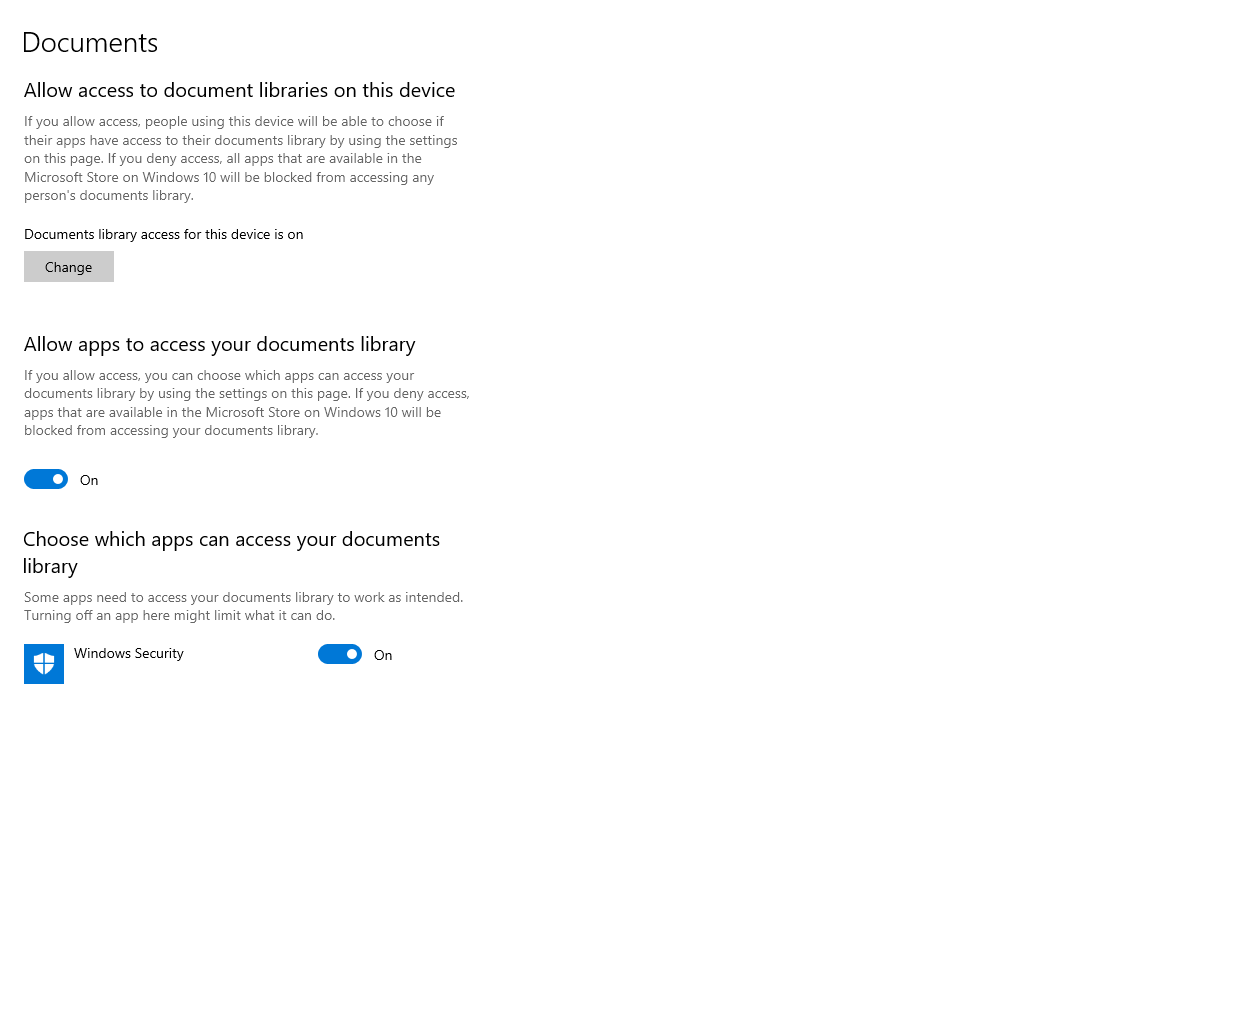 Documents
Allow access to document libraries on this device
If you allow access, people using this device will be able to choose if
their apps have access to their documents library by using the settings
on this page. If you deny access, all apps that are available in the
Microsoft Store on Windows 10 will be blocked from accessing any
person's documents library.
Documents library access for this device is on
Change
Allow apps to access your documents library
If you allow access, you can choose which apps can access your
documents library by using the settings on this page. If you deny access,
apps that are available in the Microsoft Store on Windows 10 will be
blocked from accessing your documents library.
On
Choose which apps can access your documents
library
Some apps need to access your documents library to work as intended.
Turning off an app here might limit what it can do.
Windows Security On